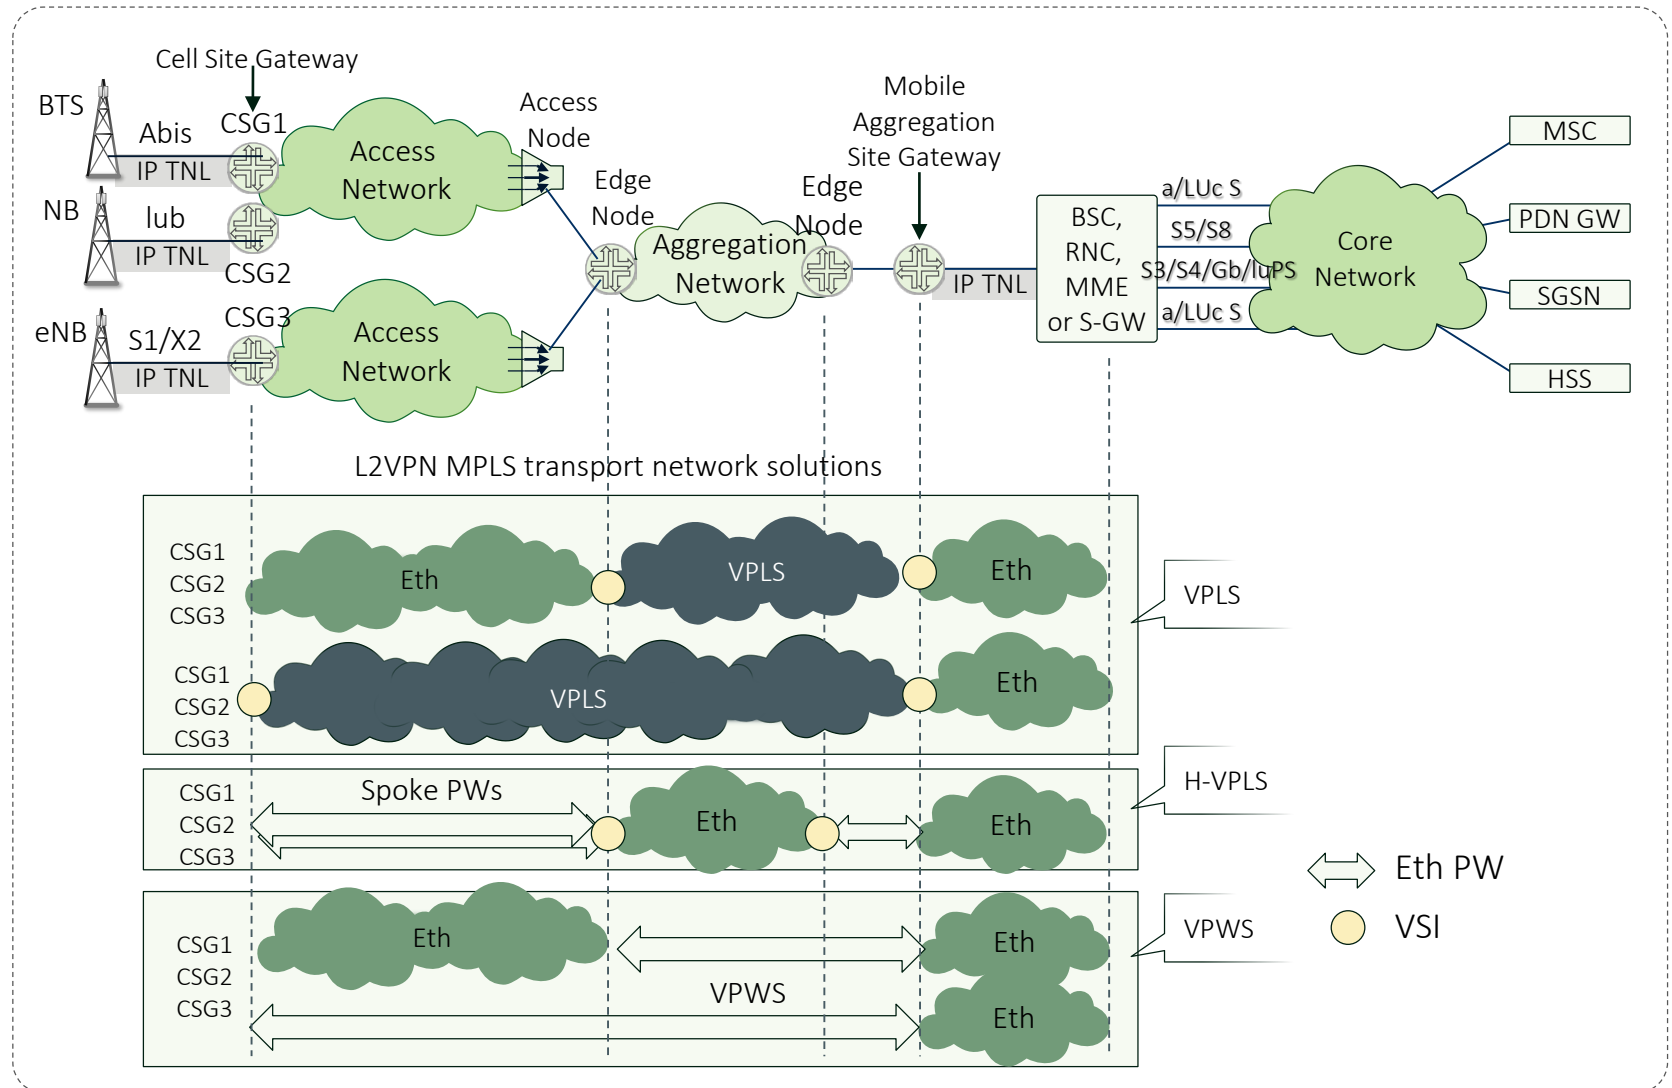 Cell Site Gateway
BTS
Abis
IP TNL
CSG1
Access
Network
Access
Node
NB
lub
IP TNL
CSG2
eNB
S1/X2
IP TNL
CSG3
Access
Network
Edge
Node
Aggregation
Network
Edge
Node
Mobile
Aggregation
Site Gateway
IP TNL
BSC,
RNC,
MME
or S-GW
a/LUc S
S5/S8
S3/S4/Gb/luPS
a/LUc S
Core
Network
MSC
PDN GW
SGSN
HSS
L2VPN MPLS transport network solutions
CSG1
CSG2
CSG3
Eth
VPLS
Eth
VPLS
CSG1
CSG2
CSG3
VPLS
Eth
CSG1
CSG2
CSG3
Spoke PWs
Eth
Eth
H-VPLS
CSG1
CSG2
CSG3
Eth
Eth
VPWS
VPWS
Eth
Eth PW
VSI